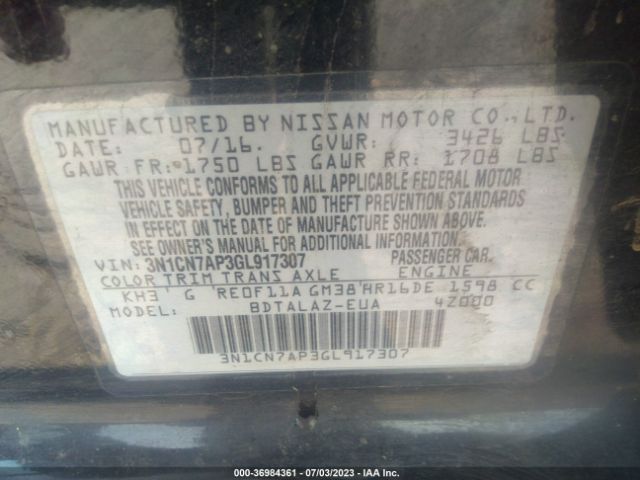 MANUFACTURED BY NISSAN MOTOR CO., LTD.
DATE: 07/16. GVWR: 3426 LBS
GAWR FR: 1750 LBS GAWR RR: 1708 LBS
THIS VEHICLE CONFORMS TO ALL APPLICABLE FEDERAL MOTOR
VEHICLE SAFETY, BUMPER AND THEFT PREVENTION STANDARDS
IN EFFECT ON THE DATE OF MANUFACTURE SHOWN ABOVE.
SEE OWNER'S MANUAL FOR ADDITIONAL INFORMATION.
VIN: 3N1CN7AP3GL917307 PASSENGER CAR.
COLOR TRIM TRANS AXLE ENGINE
KH3 G RE0F11A GM38 HR16DE 1598 CC
MODEL: BDTALAZ-EUA 4Z000
3N1CN7AP3GL917307
000-36984361 - 07/03/2023 - IAA Inc.